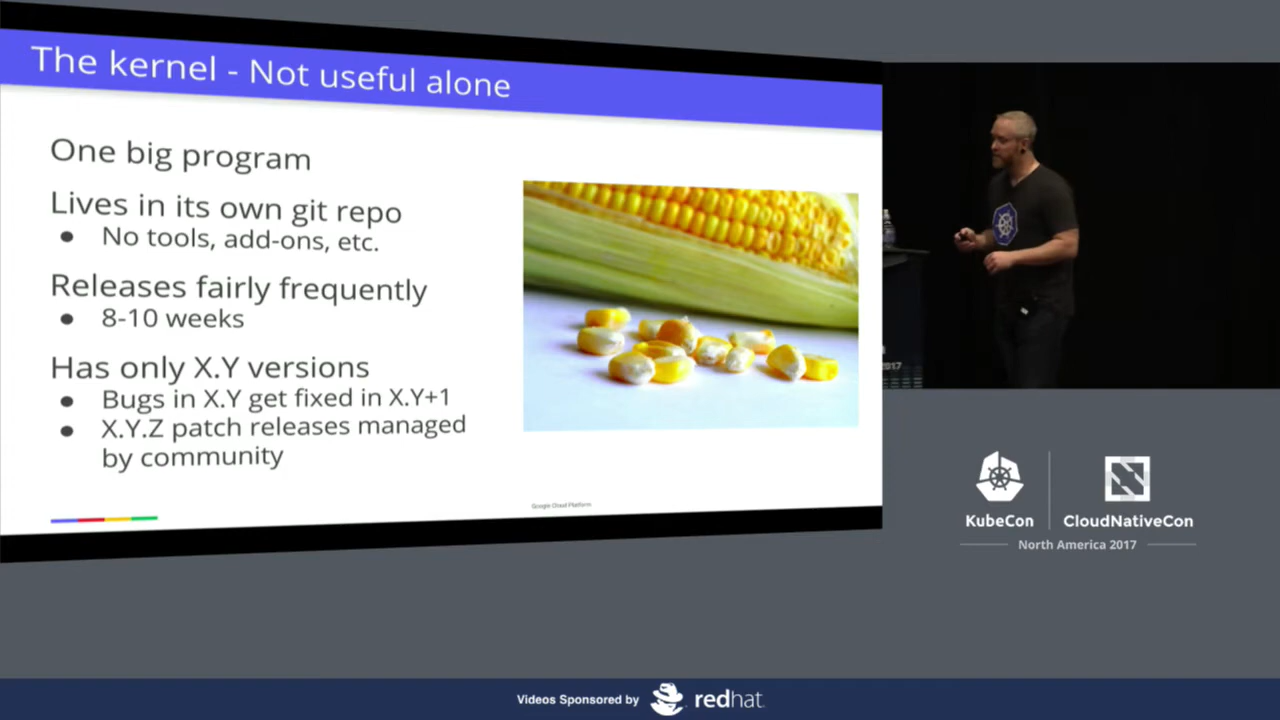 The kernel - Not useful alone
One big program
Lives in its own git repo
● No tools, add-ons, etc.
Releases fairly frequently
● 8-10 weeks
Has only X.Y versions
● Bugs in X.Y get fixed in X.Y+1
● X.Y.Z patch releases managed
by community
Google Cloud Platform
2017
KubeCon
CloudNativeCon
North America 2017
Videos Sponsored by
redhat.